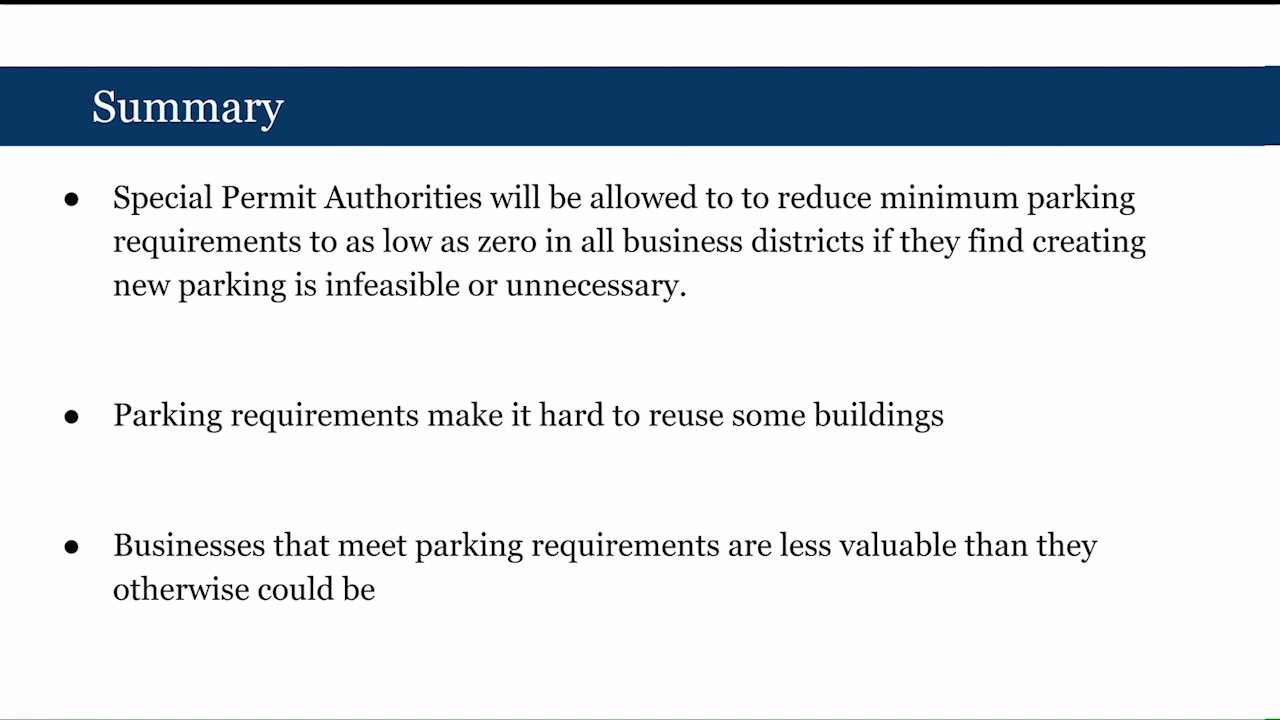 Summary
● Special Permit Authorities will be allowed to to reduce minimum parking
requirements to as low as zero in all business districts if they find creating
new parking is infeasible or unnecessary.
● Parking requirements make it hard to reuse some buildings
● Businesses that meet parking requirements are less valuable than they
otherwise could be